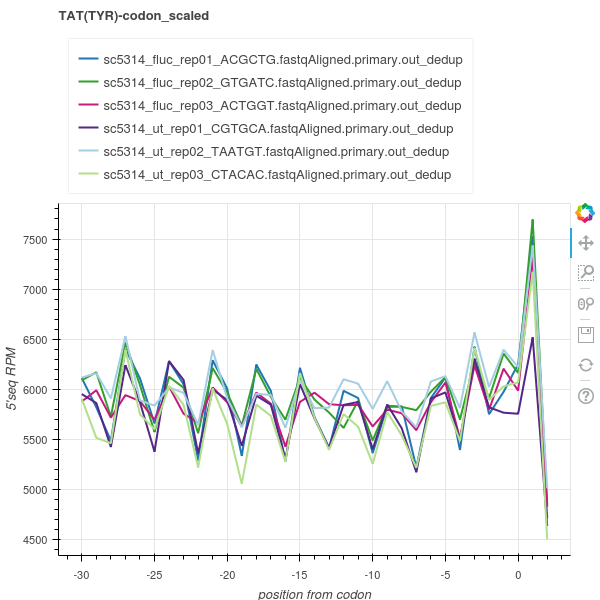 TAT(TYR)-codon_scaled
sc5314_fluc_rep01_ACGCTG.fastqAligned.primary.out_dedup
sc5314_fluc_rep02_GTGATC.fastqAligned.primary.out_dedup
sc5314_fluc_rep03_ACTGGT.fastqAligned.primary.out_dedup
sc5314_ut_rep01_CGTGCA.fastqAligned.primary.out_dedup
sc5314_ut_rep02_TAATGT.fastqAligned.primary.out_dedup
sc5314_ut_rep03_CTACAC.fastqAligned.primary.out_dedup
7500
7000
6500
6000
5500
5000
4500
5'seq RPM
-30 -25 -20 -15 -10 -5 0
position from codon